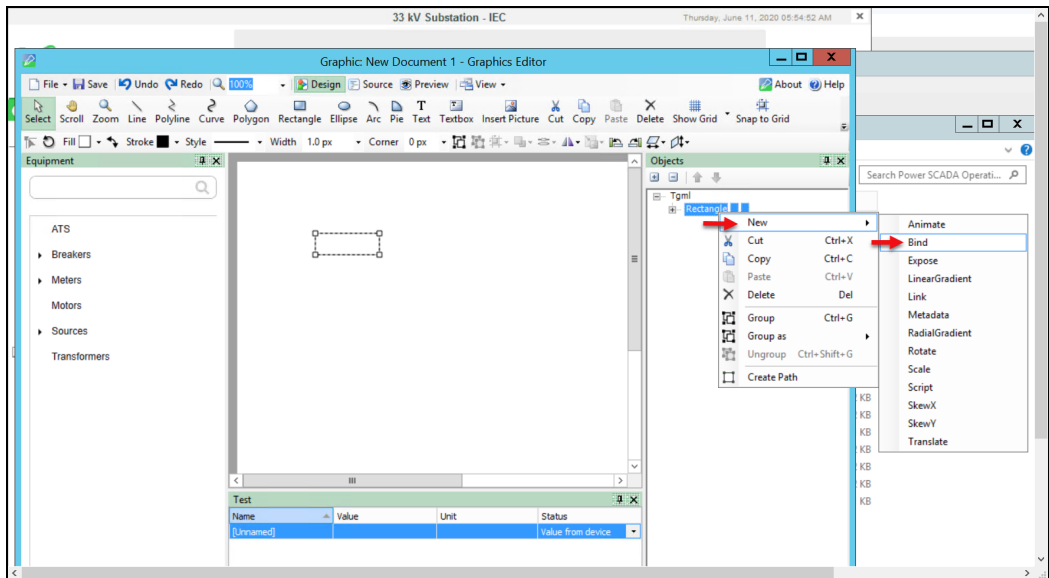 33 kV Substation - IEC
Thursday, June 11, 2020 05:54:52 AM
X
Graphic: New Document 1 - Graphics Editor
X
File Save Undo Redo 100% Design Source Preview View About Help
Select Scroll Zoom Line Polyline Curve Polygon Rectangle Ellipse Arc Pie Text Textbox Insert Picture Cut Copy Paste Delete Show Grid Snap to Grid
Fill Stroke Style Width 1.0 px Corner 0 px
X
Equipment
Objects
Search Power SCADA Operati...
Tgml
Rectangle
ATS
Breakers
Meters
Motors
Sources
Transformers
New
Cut Ctrl+X
Copy Ctrl+C
Paste Ctrl+V
Delete Del
Group Ctrl+G
Group as
Ungroup Ctrl+Shift+G
Create Path
Animate
Bind
Expose
LinearGradient
Link
Metadata
RadialGradient
Rotate
Scale
Script
SkewX
SkewY
Translate
KB
KB
KB
KB
KB
KB
KB
Test
Name Value Unit Status
[Unnamed] Value from device